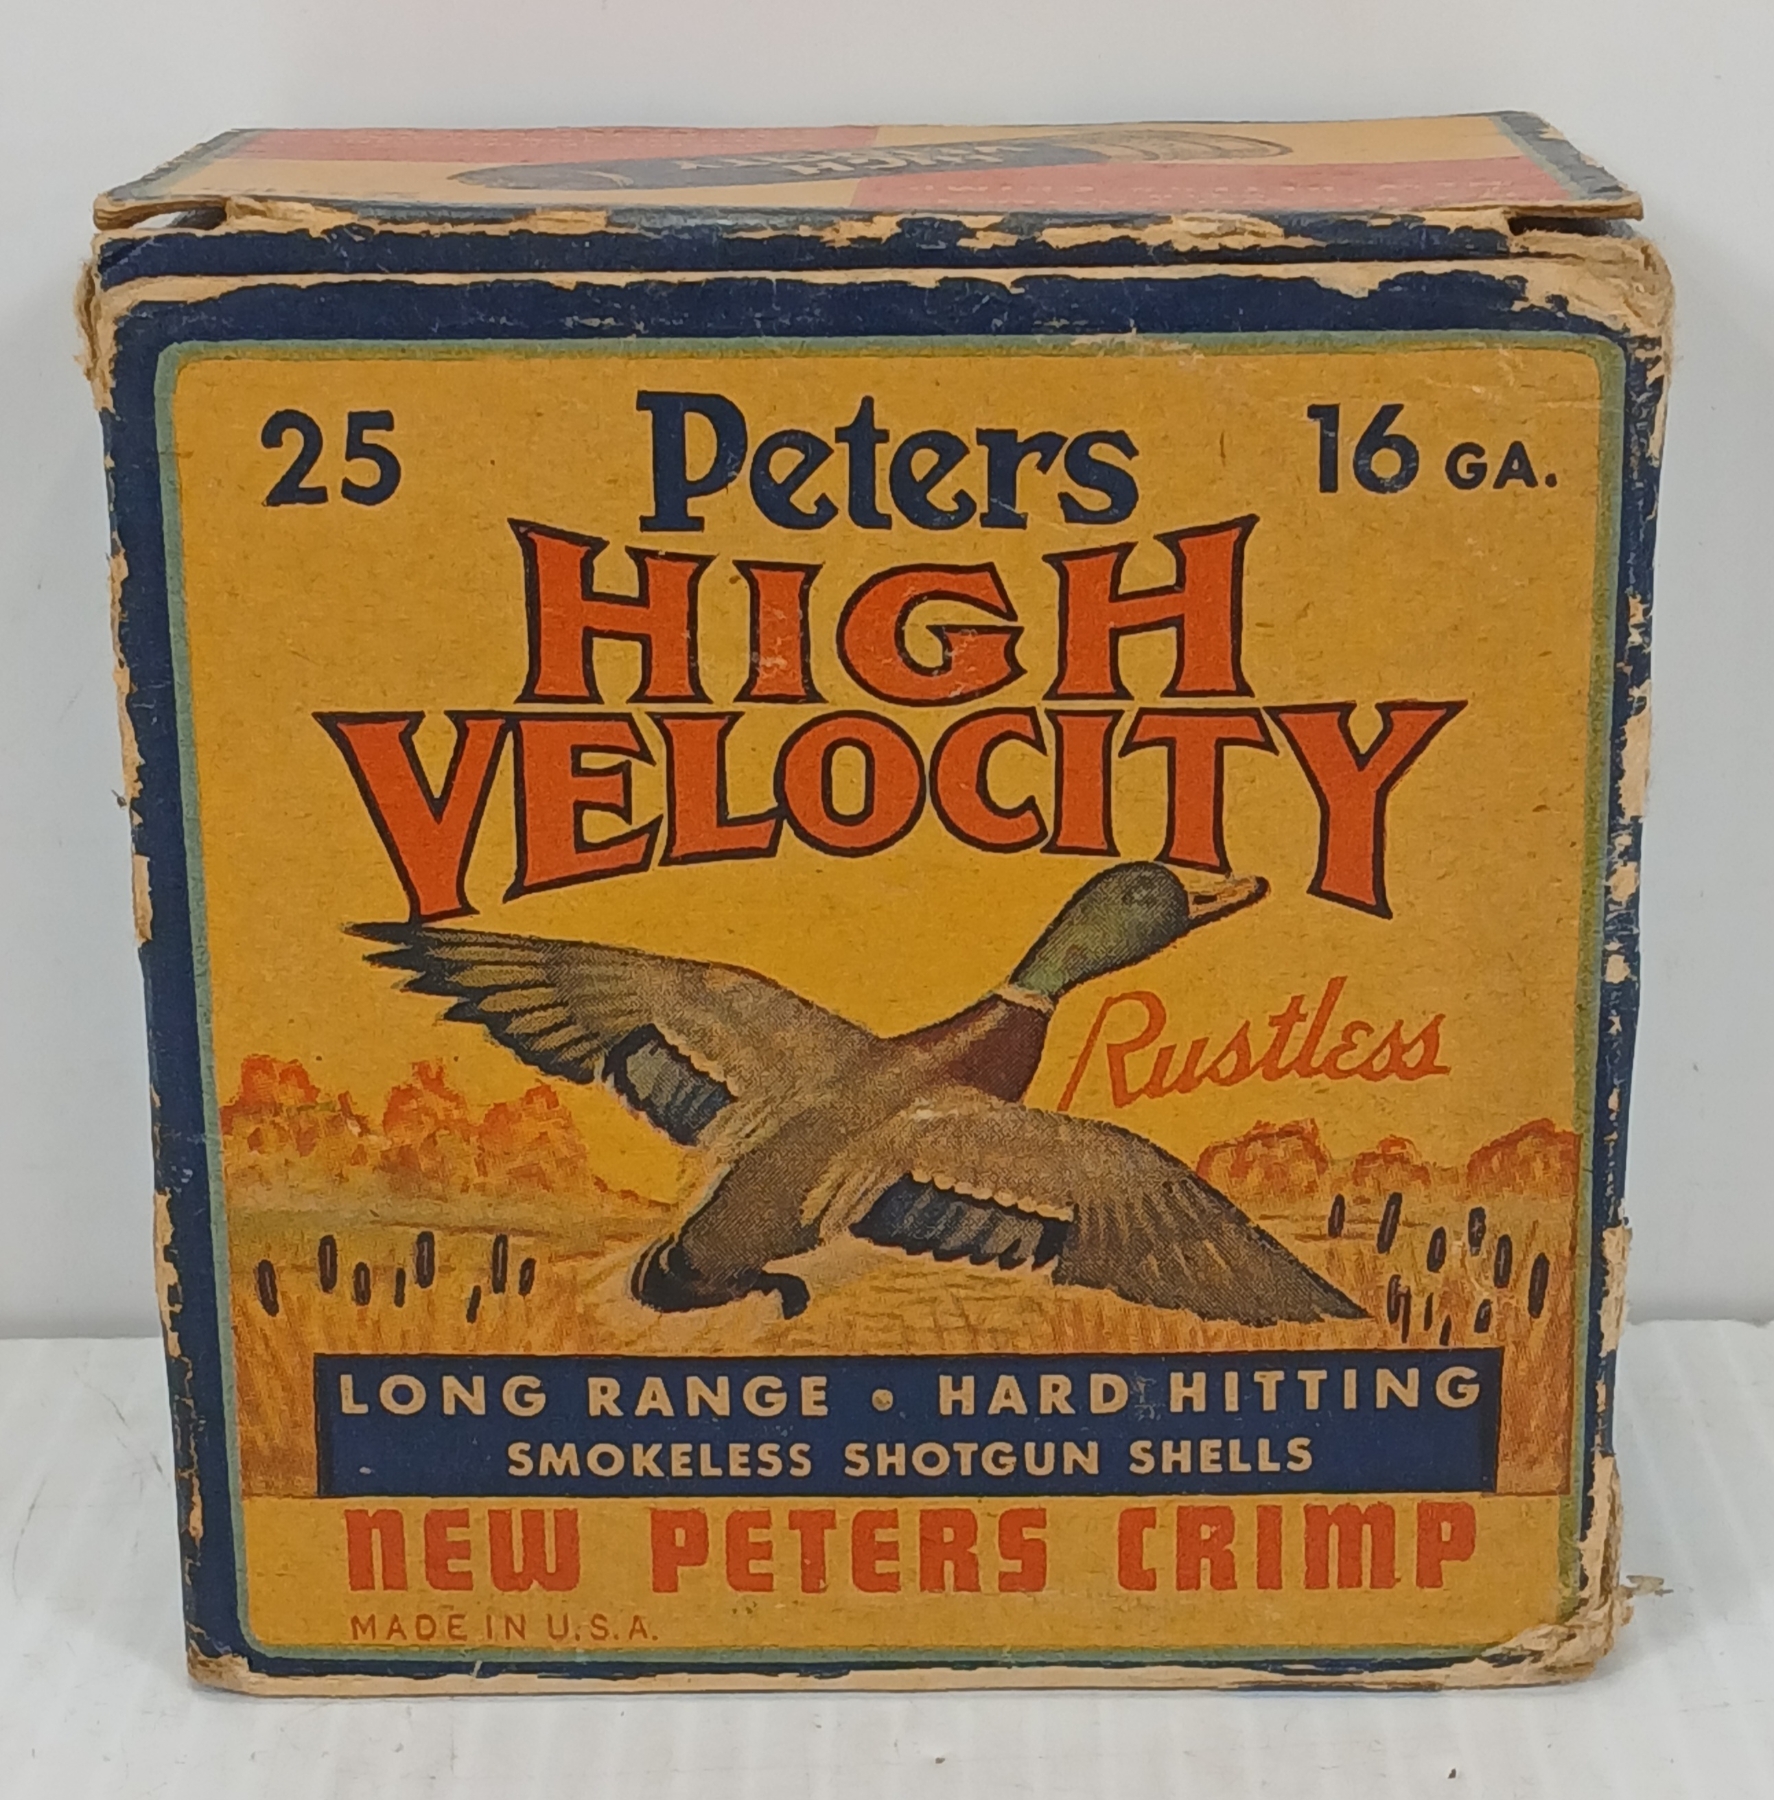 HIGH
25 Peters 16 GA.
HIGH
VELOCITY
Rustless
LONG RANGE • HARD HITTING
SMOKELESS SHOTGUN SHELLS
NEW PETERS CRIMP
MADE IN U.S.A.